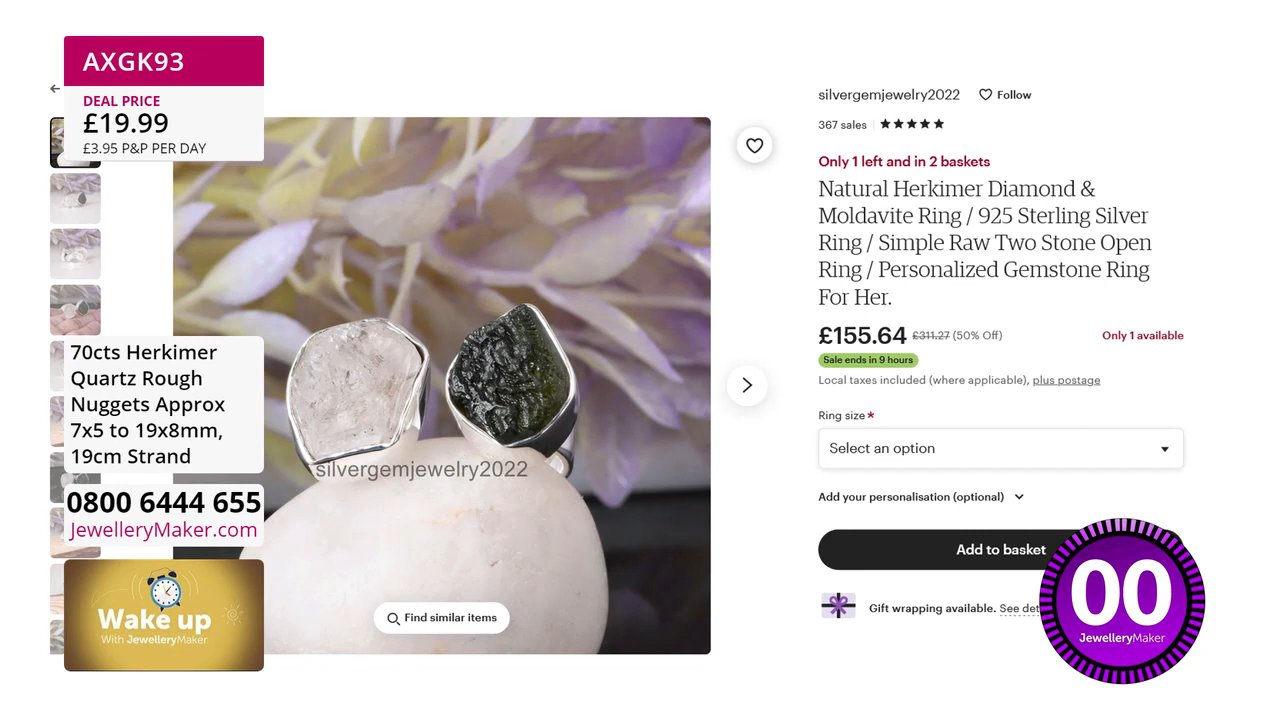 AXGK93
DEAL PRICE
£19.99
£3.95 P&P PER DAY
70cts Herkimer
Quartz Rough
Nuggets Approx
7x5 to 19x8mm,
19cm Strand
0800 6444 655
JewelleryMaker.com
Wake up
With JewelleryMaker
silvergemjewelry2022
Find similar items
silvergemjewelry2022 Follow
367 sales
Only 1 left and in 2 baskets
Natural Herkimer Diamond &
Moldavite Ring / 925 Sterling Silver
Ring / Simple Raw Two Stone Open
Ring / Personalized Gemstone Ring
For Her.
£155.64 £311.27 (50% Off) Only 1 available
Sale ends in 9 hours
Local taxes included (where applicable), plus postage
Ring size *
Select an option
Add your personalisation (optional)
Add to basket
Gift wrapping available. See det
00
JewelleryMaker